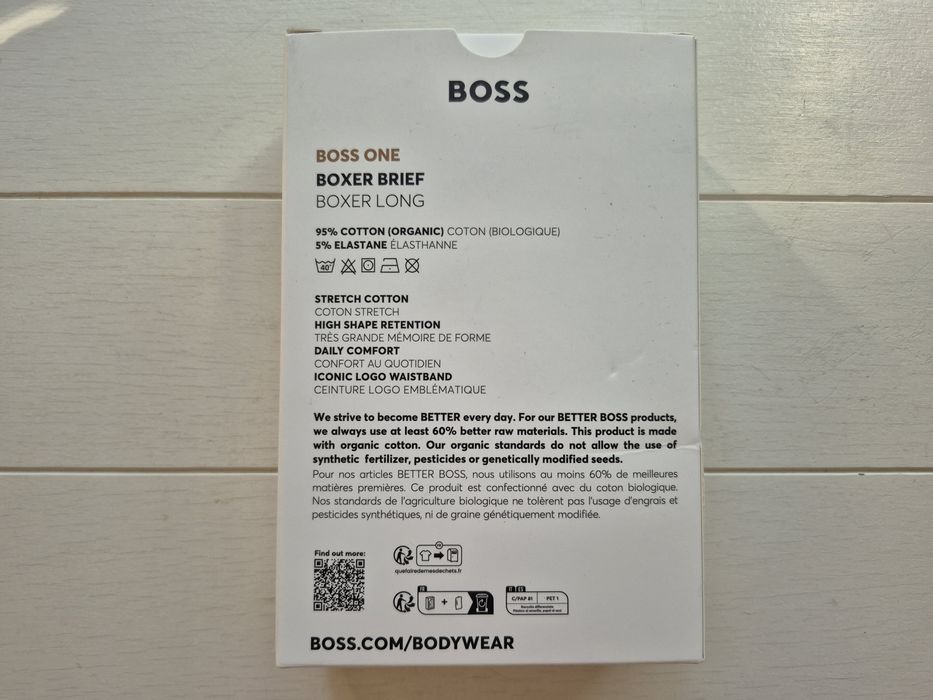 BOSS
BOSS ONE
BOXER BRIEF
BOXER LONG
95% COTTON (ORGANIC) COTON (BIOLOGIQUE)
5% ELASTANE ÉLASTHANNE
40°
STRETCH COTTON
COTON STRETCH
HIGH SHAPE RETENTION
TRÈS GRANDE MÉMOIRE DE FORME
DAILY COMFORT
CONFORT AU QUOTIDIEN
ICONIC LOGO WAISTBAND
CEINTURE LOGO EMBLÉMATIQUE
We strive to become BETTER every day. For our BETTER BOSS products,
we always use at least 60% better raw materials. This product is made
with organic cotton. Our organic standards do not allow the use of
synthetic fertilizer, pesticides or genetically modified seeds.
Pour nos articles BETTER BOSS, nous utilisons au moins 60% de meilleures
matières premières. Ce produit est confectionné avec du coton biologique.
Nos standards de l'agriculture biologique ne tolèrent pas l'usage d'engrais et
pesticides synthétiques, ni de graine génétiquement modifiée.
Find out more:
FR
quefairedemesdechets.fr
FR
IT ES
C/PAP 81 PET 1
Raccolta differenziata
BOSS.COM/BODYWEAR